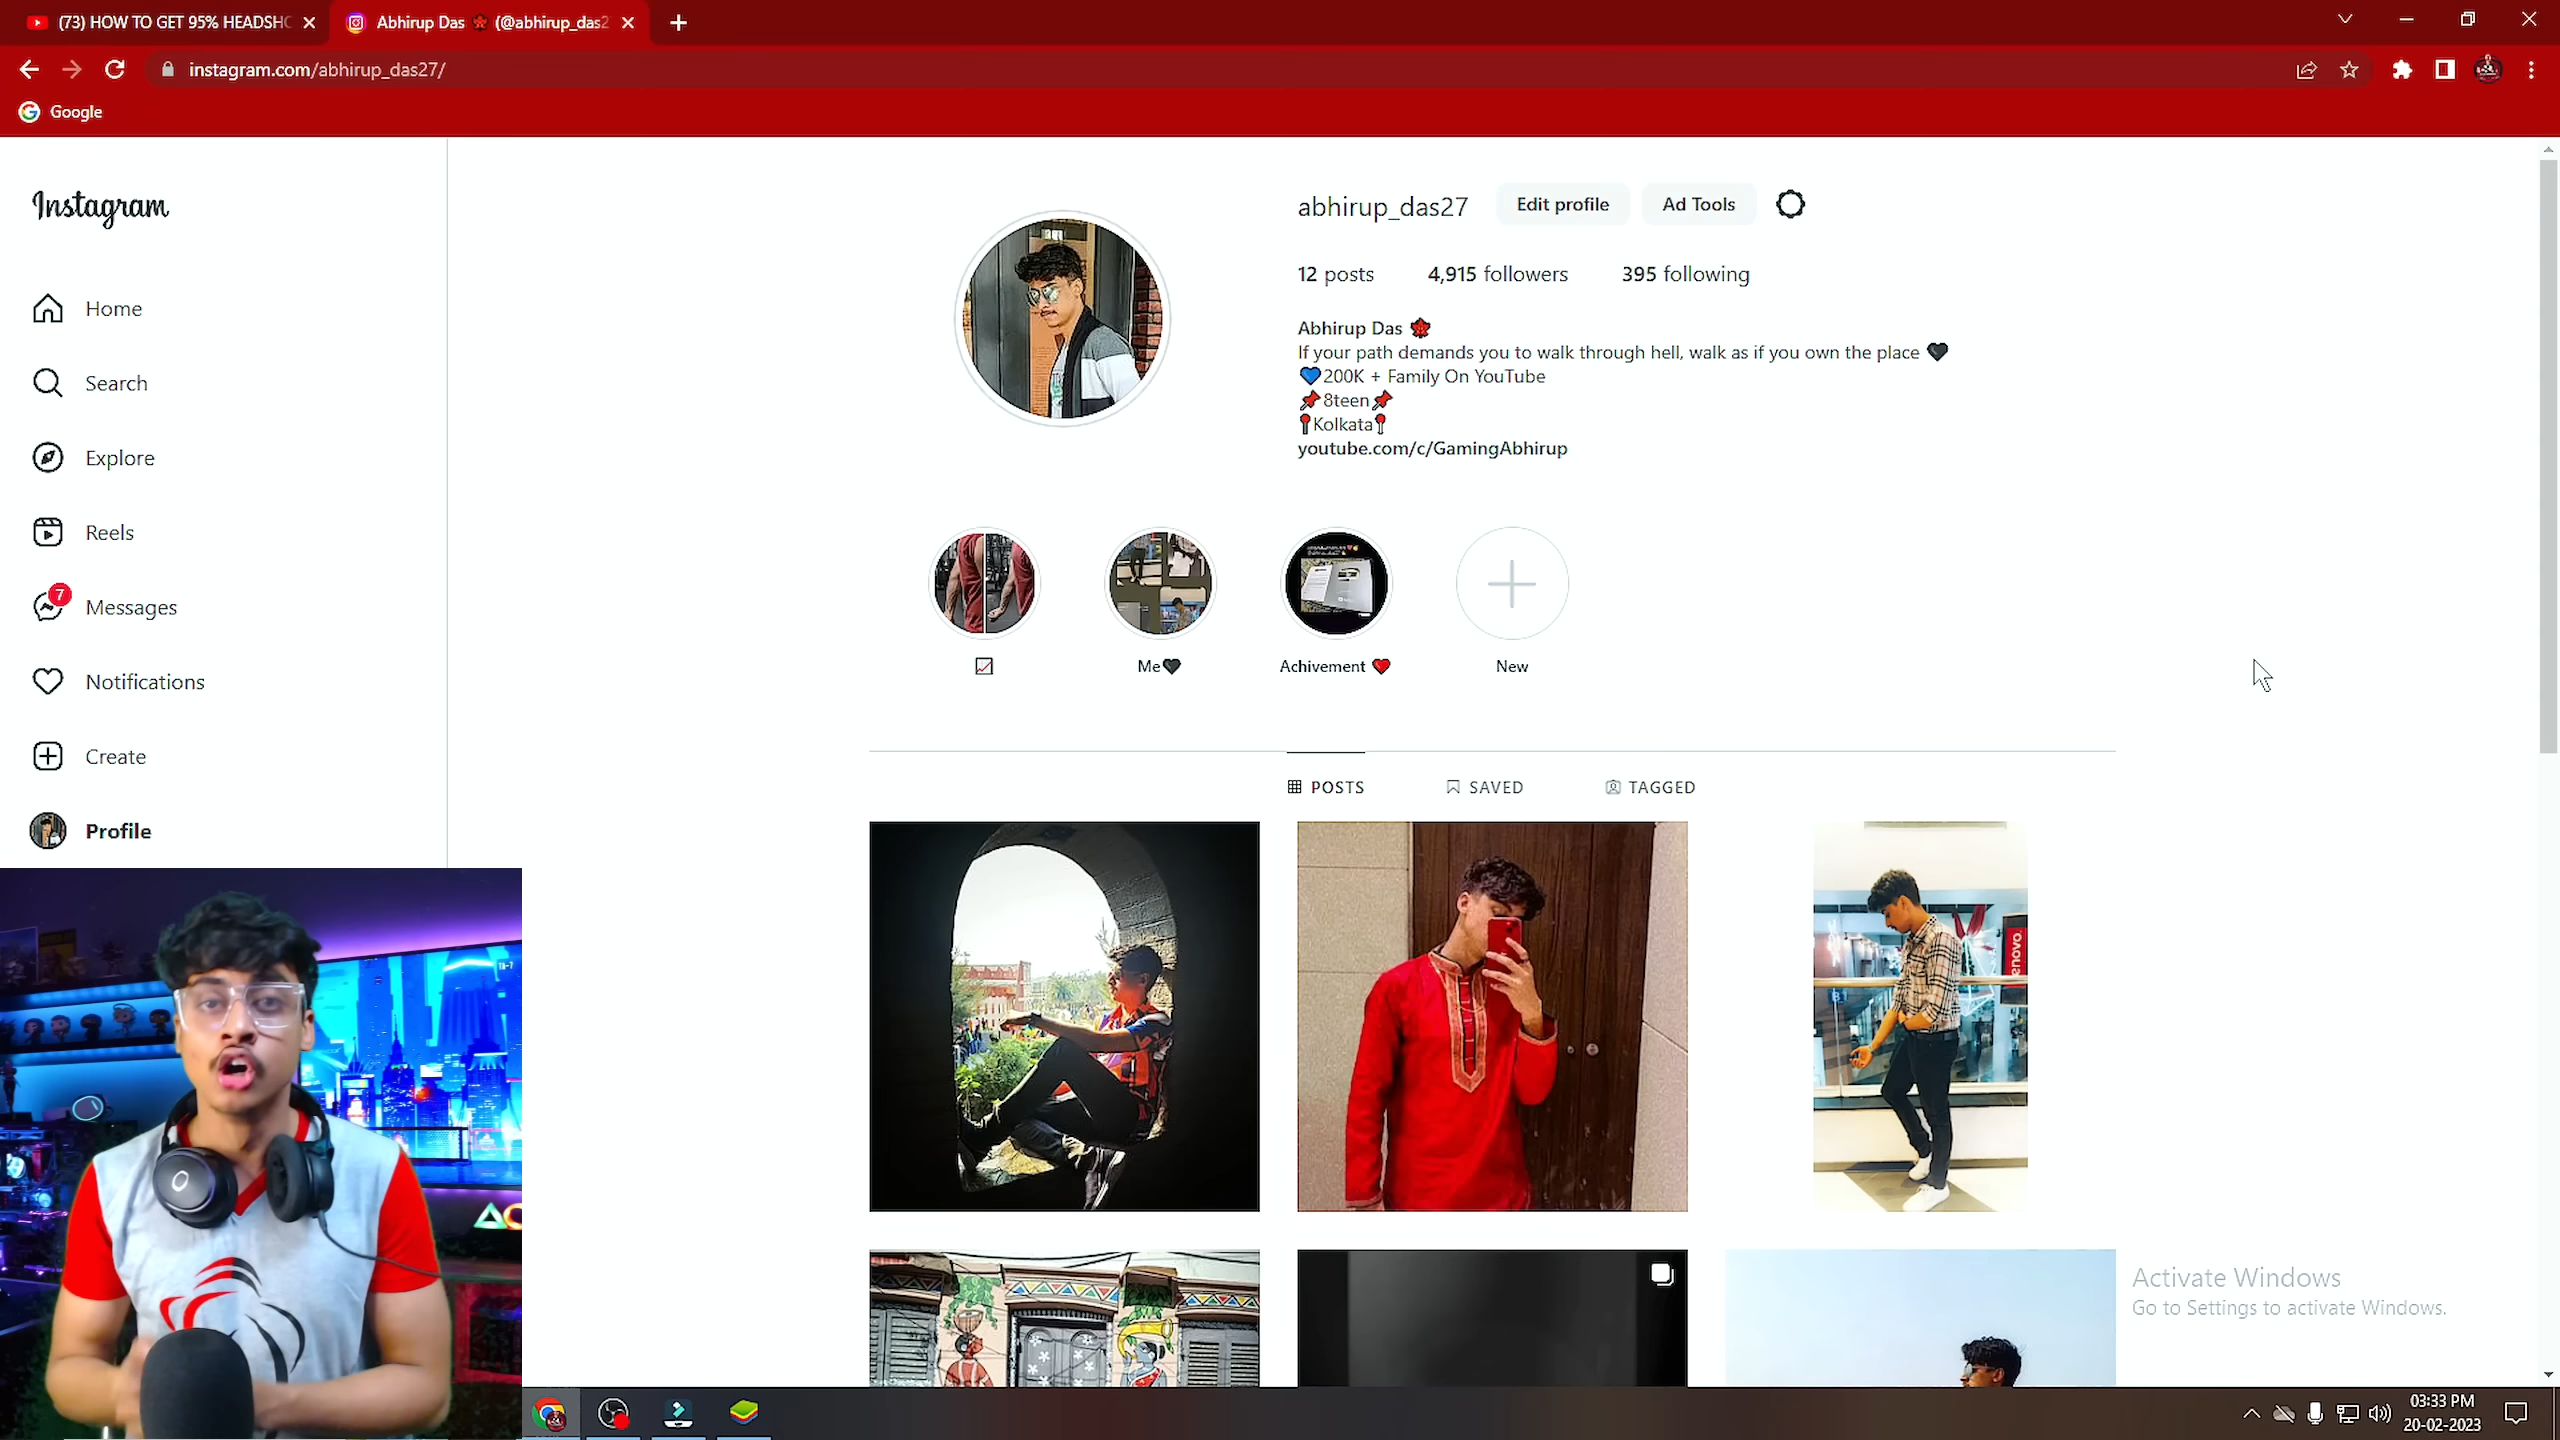 (73) HOW TO GET 95% HEADSHO
Abhirup Das 🍁 (@abhirup_das2
instagram.com/abhirup_das27/
Google
Instagram
Home
Search
Explore
Reels
7
Messages
Notifications
Create
Profile
abhirup_das27
Edit profile
Ad Tools
12 posts
4,915 followers
395 following
Abhirup Das 🍁
If your path demands you to walk through hell, walk as if you own the place 🖤
💙200K + Family On YouTube
📌8teen📌
📍Kolkata📍
youtube.com/c/GamingAbhirup
Me🖤
Achivement ❤️
New
POSTS
SAVED
TAGGED
Activate Windows
Go to Settings to activate Windows.
03:33 PM
20-02-2023